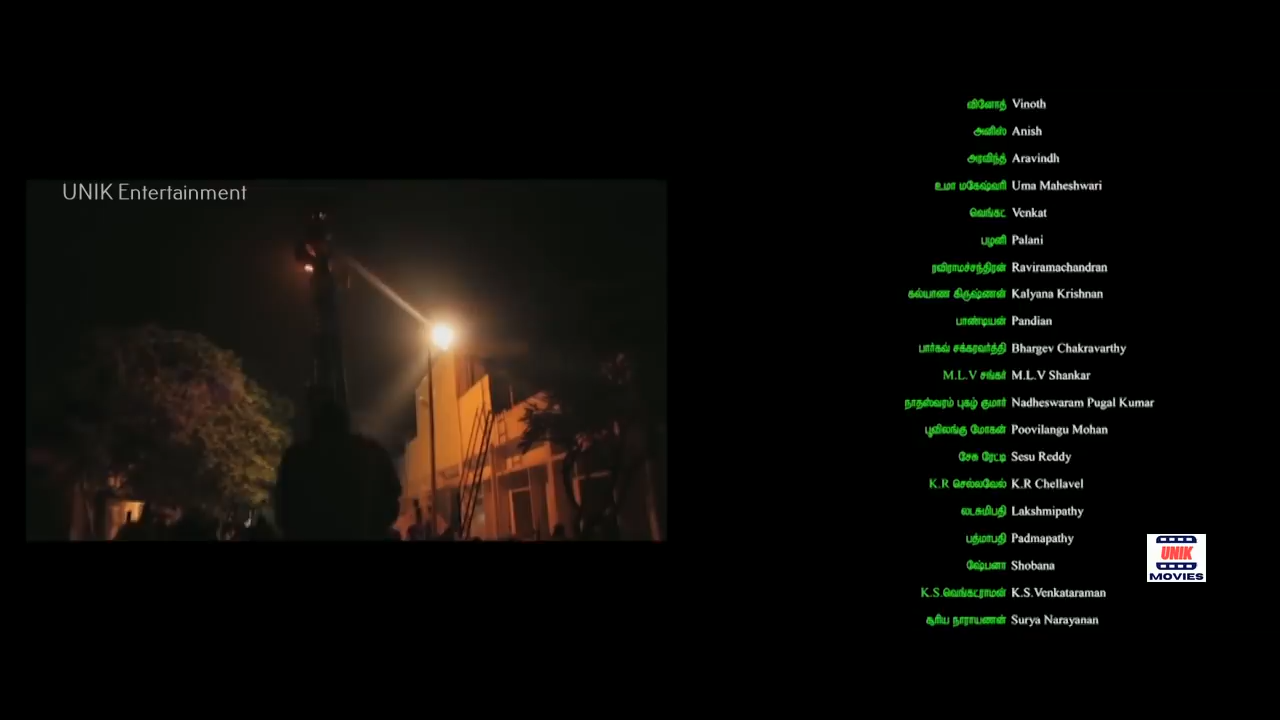 UNIK Entertainment
வினோத் Vinoth
அனிஸ் Anish
அரவிந்த் Aravindh
உமா மகேஷ்வரி Uma Maheshwari
வெங்கட் Venkat
பழனி Palani
ரவிராமச்சந்திரன் Raviramachandran
கல்யாண கிருஷ்ணன் Kalyana Krishnan
பாண்டியன் Pandian
பார்கவ் சக்கரவர்த்தி Bhargev Chakravarthy
M.L.V சங்கர் M.L.V Shankar
நாதஸ்வரம் புகழ் குமார் Nadheswaram Pugal Kumar
பூவிலங்கு மோகன் Poovilangu Mohan
சேசு ரேட்டி Sesu Reddy
K.R செல்லவேல் K.R Chellavel
லடசுமிபதி Lakshmipathy
பத்மாபதி Padmapathy
ஷேபனா Shobana
K.S.வெங்கட்ராமன் K.S.Venkataraman
சூரிய நாராயணன் Surya Narayanan
UNIK
MOVIES